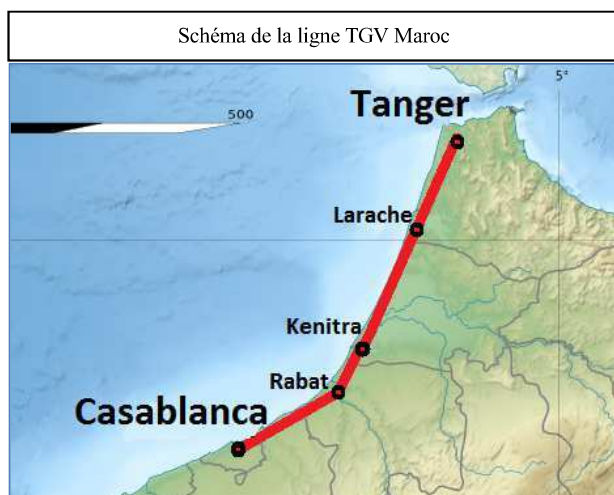 Schéma de la ligne TGV Maroc
500
5°
Tanger
Larache
Kenitra
Rabat
Casablanca